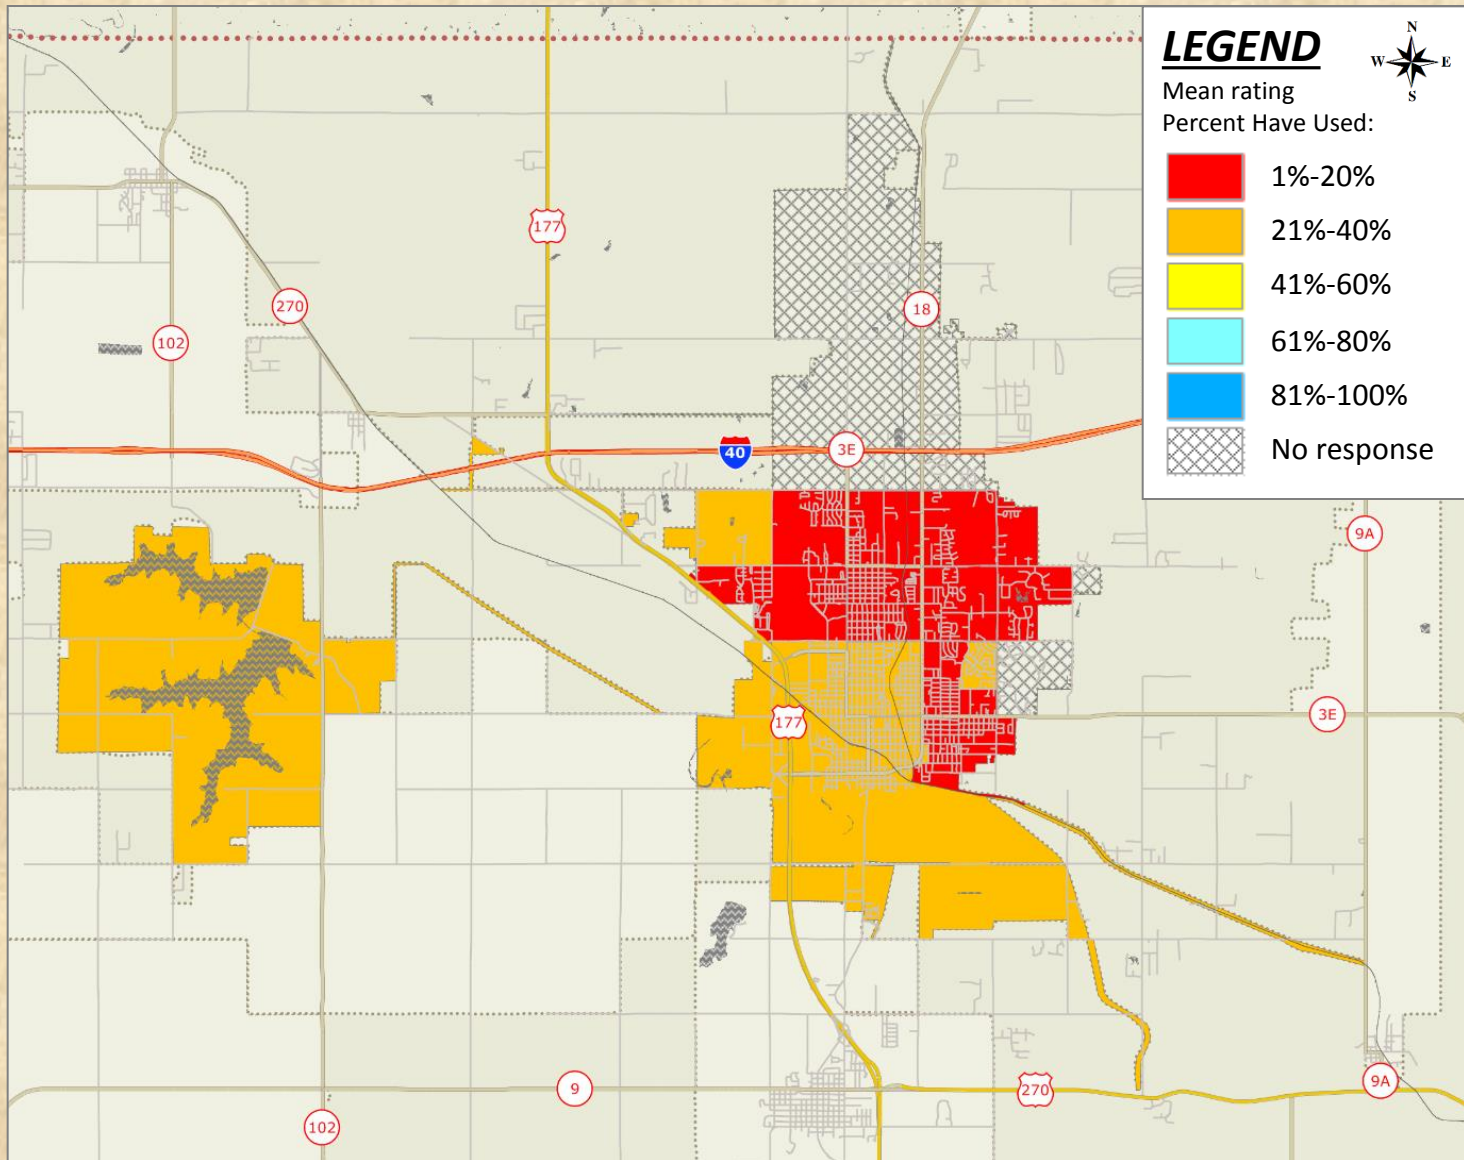 LEGEND
N
W E
S
Mean rating
Percent Have Used:
1%-20%
21%-40%
41%-60%
61%-80%
81%-100%
No response
177
270
18
102
40
3E
9A
177
3E
9
270
9A
102